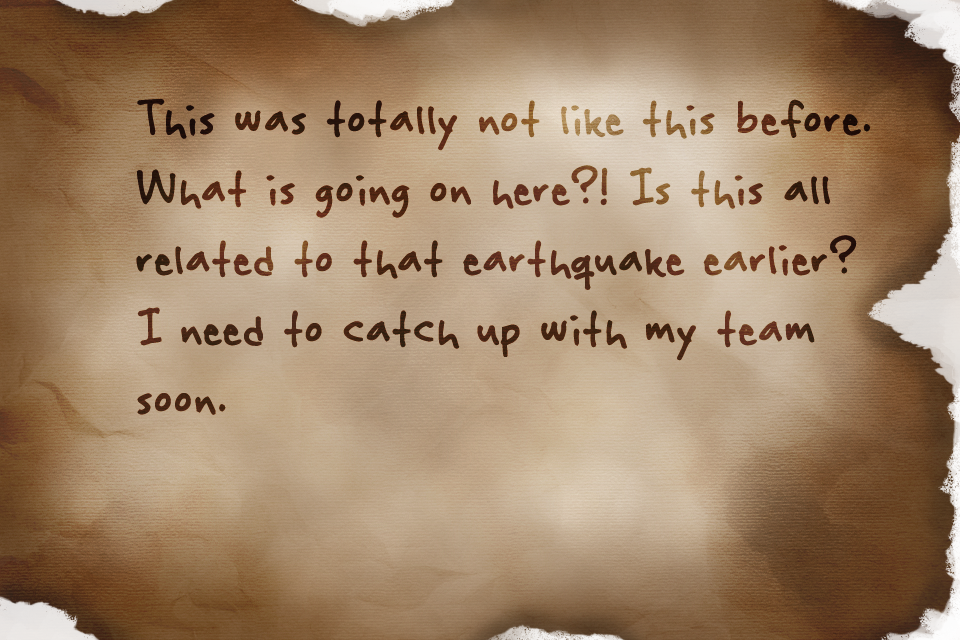 This was totally not like this before.
What is going on here?! Is this all
related to that earthquake earlier?
I need to catch up with my team
soon.